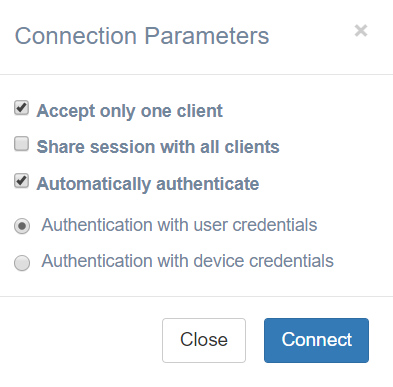 Connection Parameters ×
Accept only one client
Share session with all clients
Automatically authenticate
Authentication with user credentials
Authentication with device credentials
Close Connect